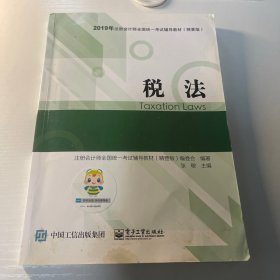 2019年注册会计师全国统一考试辅导教材（精要版）
税法
Taxation Laws
注册会计师全国统一考试辅导教材（精要版）编委会 编著
张敏 主编
中国工信出版集团
电子工业出版社